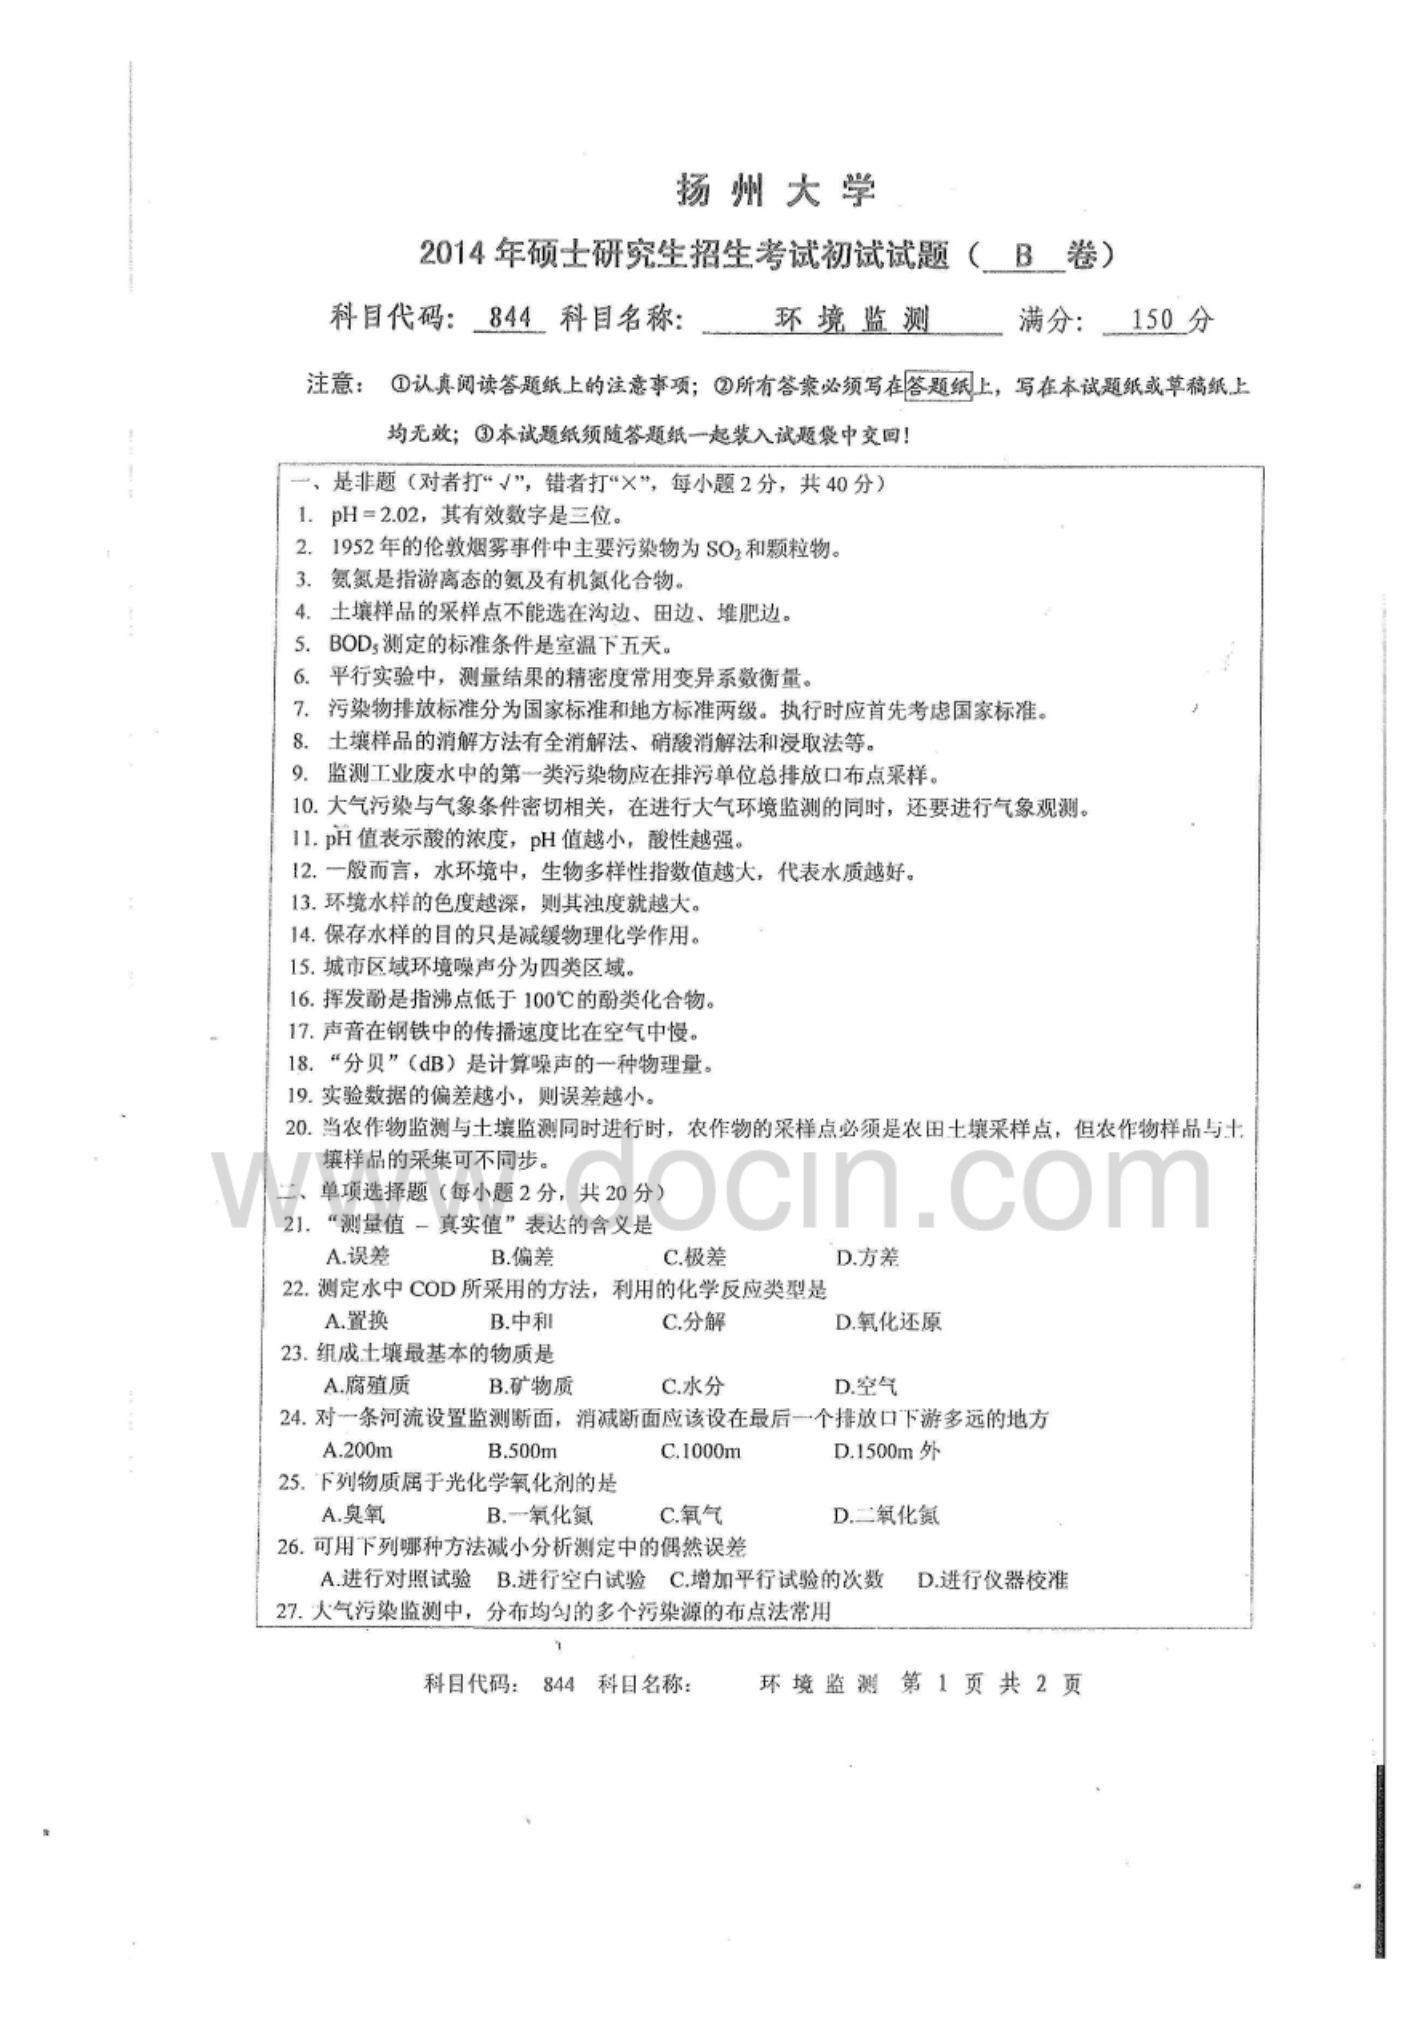 扬州大学
2014年硕士研究生招生考试初试试题（ B 卷）
科目代码： 844 科目名称： 环境监测 满分： 150 分
注意： ①认真阅读答题纸上的注意事项；②所有答案必须写在答题纸上，写在本试题纸或草稿纸上
均无效；③本试题纸须随答题纸一起装入试题袋中交回！
一、是非题（对者打“√”，错者打“×”，每小题2分，共40分）
1. pH = 2.02，其有效数字是三位。
2. 1952年的伦敦烟雾事件中主要污染物为SO₂和颗粒物。
3. 氨氮是指游离态的氨及有机氮化合物。
4. 土壤样品的采样点不能选在沟边、田边、堆肥边。
5. BOD₅测定的标准条件是室温下五天。
6. 平行实验中，测量结果的精密度常用变异系数衡量。
7. 污染物排放标准分为国家标准和地方标准两级。执行时应首先考虑国家标准。
8. 土壤样品的消解方法有全消解法、硝酸消解法和浸取法等。
9. 监测工业废水中的第一类污染物应在排污单位总排放口布点采样。
10. 大气污染与气象条件密切相关，在进行大气环境监测的同时，还要进行气象观测。
11. pH值表示酸的浓度，pH值越小，酸性越强。
12. 一般而言，水环境中，生物多样性指数值越大，代表水质越好。
13. 环境水样的色度越深，则其浊度就越大。
14. 保存水样的目的只是减缓物理化学作用。
15. 城市区域环境噪声分为四类区域。
16. 挥发酚是指沸点低于100℃的酚类化合物。
17. 声音在钢铁中的传播速度比在空气中慢。
18. “分贝”（dB）是计算噪声的一种物理量。
19. 实验数据的偏差越小，则误差越小。
20. 当农作物监测与土壤监测同时进行时，农作物的采样点必须是农田土壤采样点，但农作物样品与土
壤样品的采集可不同步。
www.docin.com
二、单项选择题（每小题2分，共20分）
21. “测量值 – 真实值”表达的含义是
A.误差 B.偏差 C.极差 D.方差
22. 测定水中COD所采用的方法，利用的化学反应类型是
A.置换 B.中和 C.分解 D.氧化还原
23. 组成土壤最基本的物质是
A.腐殖质 B.矿物质 C.水分 D.空气
24. 对一条河流设置监测断面，消减断面应该设在最后一个排放口下游多远的地方
A.200m B.500m C.1000m D.1500m外
25. 下列物质属于光化学氧化剂的是
A.臭氧 B.一氧化氮 C.氧气 D.二氧化氮
26. 可用下列哪种方法减小分析测定中的偶然误差
A.进行对照试验 B.进行空白试验 C.增加平行试验的次数 D.进行仪器校准
27. 大气污染监测中，分布均匀的多个污染源的布点法常用
科目代码： 844 科目名称： 环境监测 第1页共2页